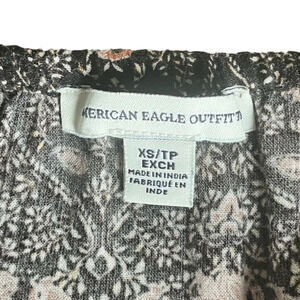 MERICAN EAGLE OUTFITT
XS/TP
EXCH
MADE IN INDIA
FABRIQUÉ EN
INDE